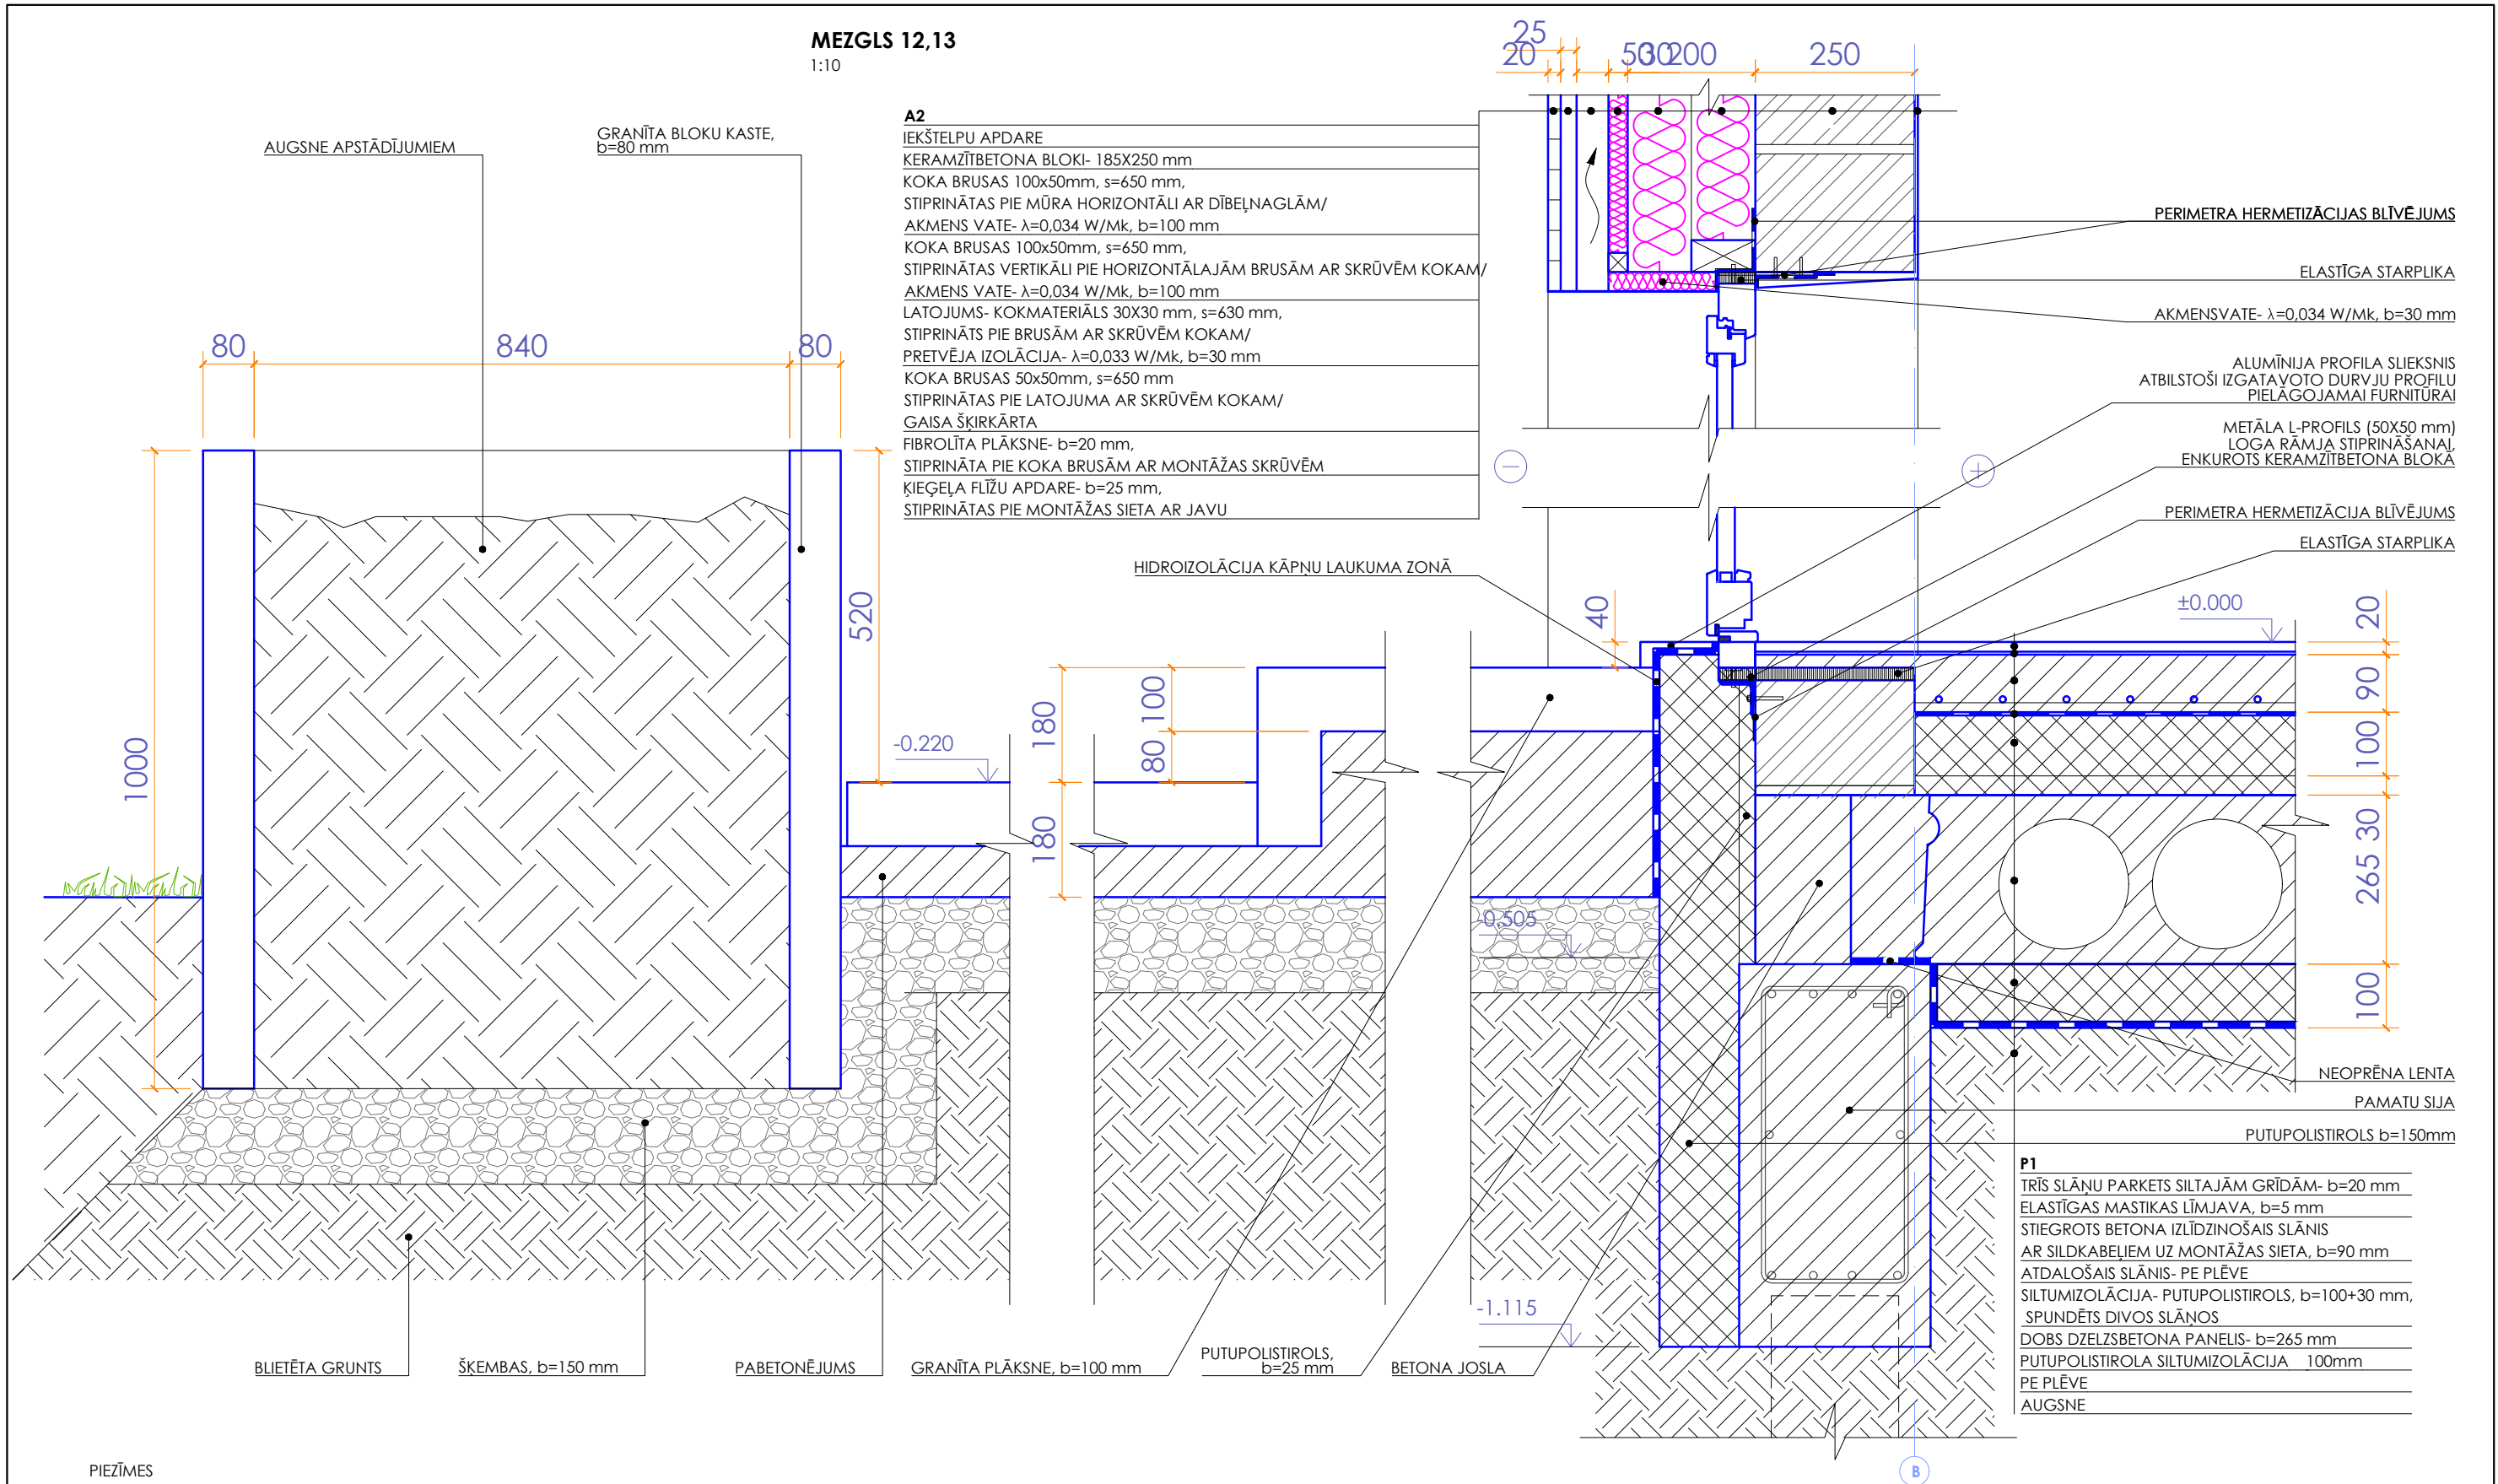 MEZGLS 12,13
1:10
25
20
50
30
200
250
AUGSNE APSTĀDĪJUMIEM
GRANĪTA BLOKU KASTE,
b=80 mm
A2
IEKŠTELPU APDARE
KERAMZĪTBETONA BLOKI- 185X250 mm
KOKA BRUSAS 100x50mm, s=650 mm,
STIPRINĀTAS PIE MŪRA HORIZONTĀLI AR DĪBEĻNAGLĀM/
AKMENS VATE- λ=0,034 W/Mk, b=100 mm
KOKA BRUSAS 100x50mm, s=650 mm,
STIPRINĀTAS VERTIKĀLI PIE HORIZONTĀLAJĀM BRUSĀM AR SKRŪVĒM KOKAM/
AKMENS VATE- λ=0,034 W/Mk, b=100 mm
LATOJUMS- KOKMATERIĀLS 30X30 mm, s=630 mm,
STIPRINĀTS PIE BRUSĀM AR SKRŪVĒM KOKAM/
PRETVĒJA IZOLĀCIJA- λ=0,033 W/Mk, b=30 mm
KOKA BRUSAS 50x50mm, s=650 mm
STIPRINĀTAS PIE LATOJUMA AR SKRŪVĒM KOKAM/
GAISA ŠĶIRKĀRTA
FIBROLĪTA PLĀKSNE- b=20 mm,
STIPRINĀTA PIE KOKA BRUSĀM AR MONTĀŽAS SKRŪVĒM
ĶIEĢEĻA FLĪŽU APDARE- b=25 mm,
STIPRINĀTAS PIE MONTĀŽAS SIETA AR JAVU
PERIMETRA HERMETIZĀCIJAS BLĪVĒJUMS
ELASTĪGA STARPLIKA
AKMENSVATE- λ=0,034 W/Mk, b=30 mm
ALUMĪNIJA PROFILA SLIEKSNIS
ATBILSTOŠI IZGATAVOTO DURVJU PROFILU
PIELĀGOJAMAI FURNITŪRAI
METĀLA L-PROFILS (50X50 mm)
LOGA RĀMJA STIPRINĀŠANAI,
ENKUROTS KERAMZĪTBETONA BLOKĀ
PERIMETRA HERMETIZĀCIJA BLĪVĒJUMS
ELASTĪGA STARPLIKA
80
840
80
1000
520
HIDROIZOLĀCIJA KĀPŅU LAUKUMA ZONĀ
40
±0.000
20
90
100
30
265
100
-0.220
180
100
80
180
-0.505
-1.115
NEOPRĒNA LENTA
PAMATU SIJA
PUTUPOLISTIROLS b=150mm
P1
TRĪS SLĀŅU PARKETS SILTAJĀM GRĪDĀM- b=20 mm
ELASTĪGAS MASTIKAS LĪMJAVA, b=5 mm
STIEGROTS BETONA IZLĪDZINOŠAIS SLĀNIS
AR SILDKABEĻIEM UZ MONTĀŽAS SIETA, b=90 mm
ATDALOŠAIS SLĀNIS- PE PLĒVE
SILTUMIZOLĀCIJA- PUTUPOLISTIROLS, b=100+30 mm,
SPUNDĒTS DIVOS SLĀŅOS
DOBS DZELZSBETONA PANELIS- b=265 mm
PUTUPOLISTIROLA SILTUMIZOLĀCIJA 100mm
PE PLĒVE
AUGSNE
BLIETĒTA GRUNTS
ŠĶEMBAS, b=150 mm
PABETONĒJUMS
GRANĪTA PLĀKSNE, b=100 mm
PUTUPOLISTIROLS,
b=25 mm
BETONA JOSLA
B
PIEZĪMES